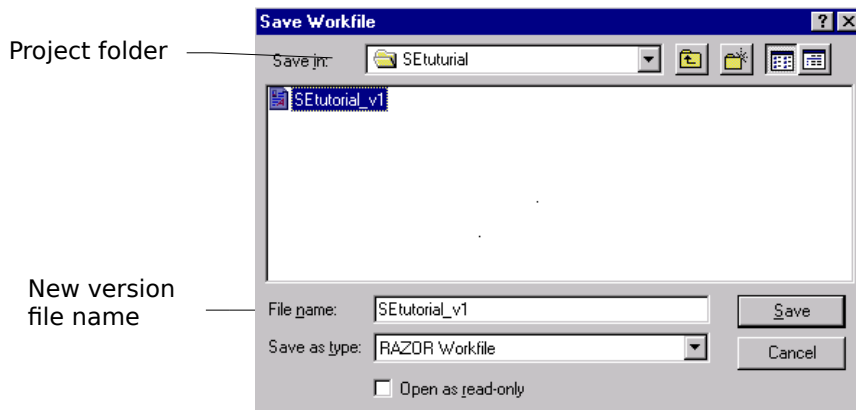 Save Workfile
Project folder
Save in:
SEtuturial
SEtutorial_v1
New version
file name
File name:
SEtutorial_v1
Save
Save as type:
RAZOR Workfile
Cancel
Open as read-only